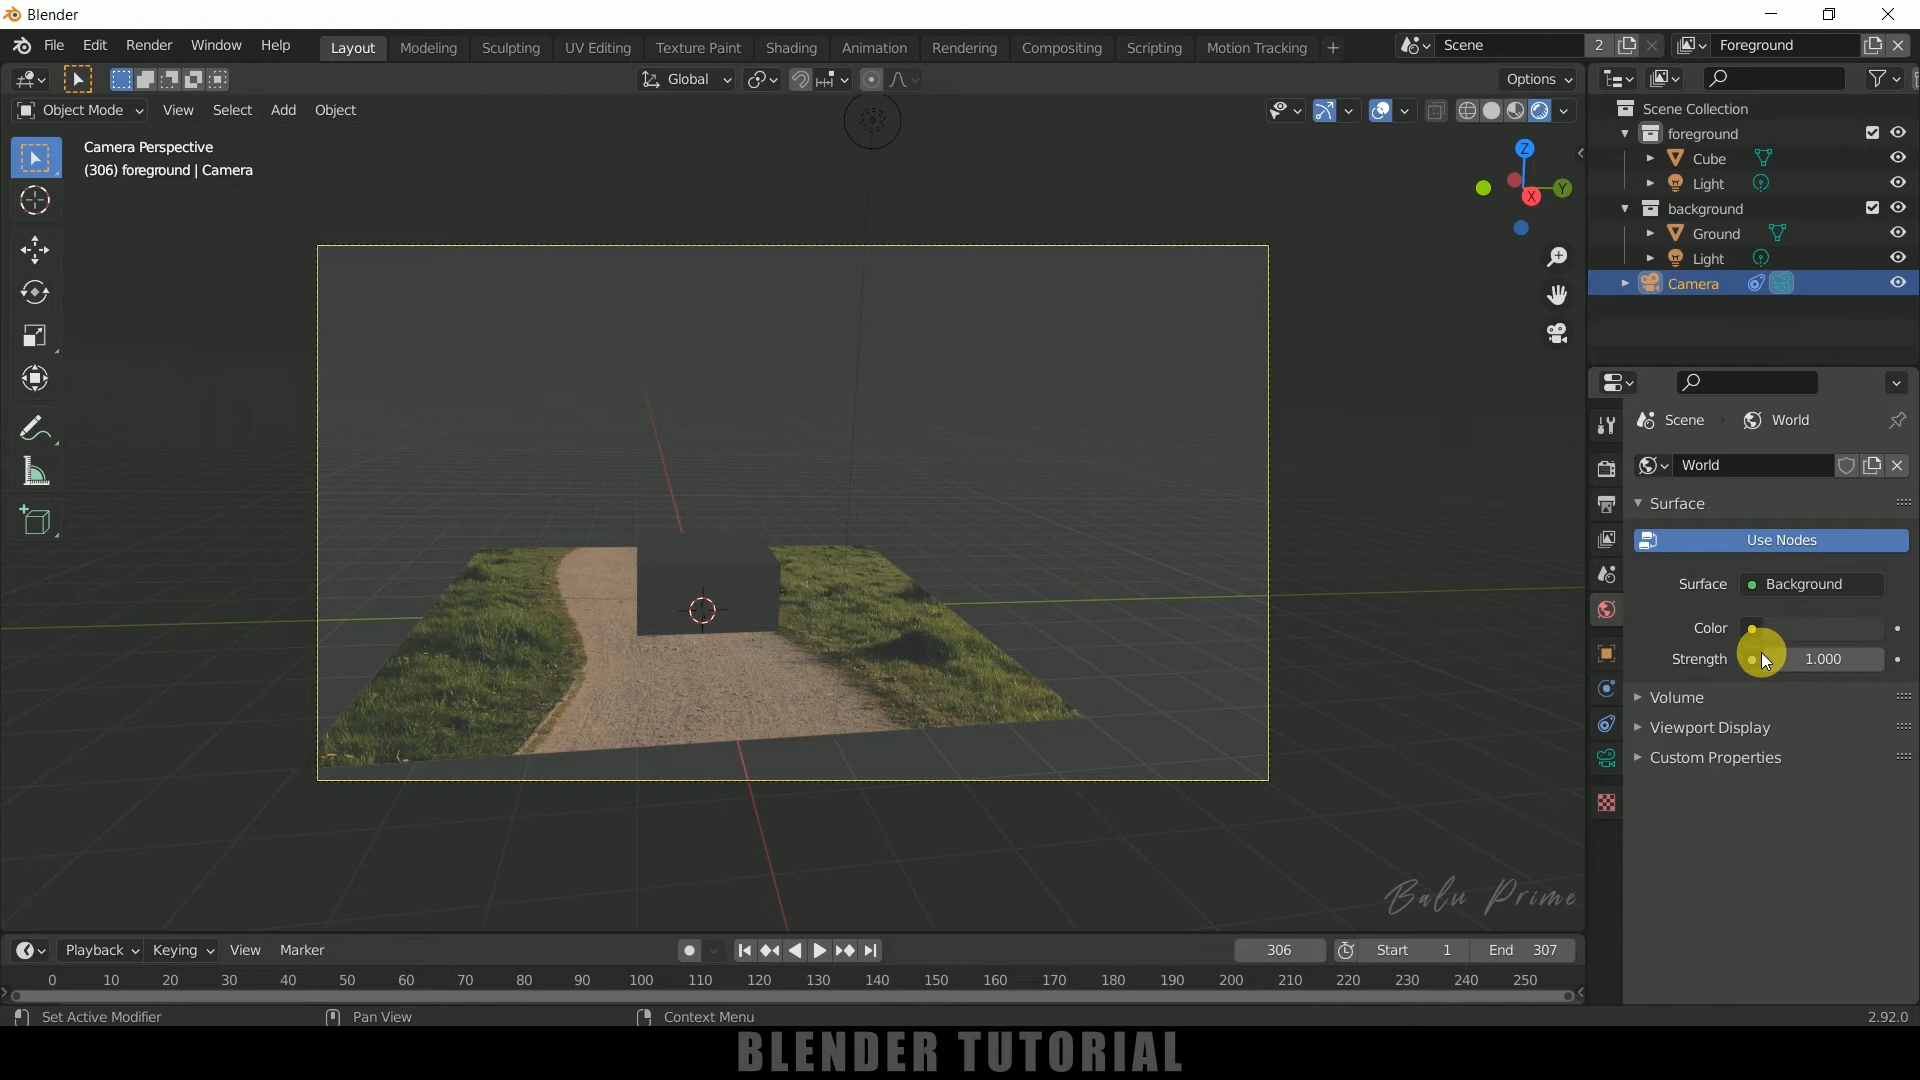 Blender
File Edit Render Window Help Layout Modeling Sculpting UV Editing Texture Paint Shading Animation Rendering Compositing Scripting Motion Tracking + Scene 2 Foreground
Global Options
Object Mode View Select Add Object
Camera Perspective
(306) foreground | Camera
Z
Y
X
Scene Collection
foreground
Cube
Light
background
Ground
Light
Camera
Scene World
World
Surface
Use Nodes
Surface Background
Color
Strength 1.000
Volume
Viewport Display
Custom Properties
Balu Prime
Playback Keying View Marker 306 Start 1 End 307
0 10 20 30 40 50 60 70 80 90 100 110 120 130 140 150 160 170 180 190 200 210 220 230 240 250
Set Active Modifier Pan View Context Menu 2.92.0
BLENDER TUTORIAL